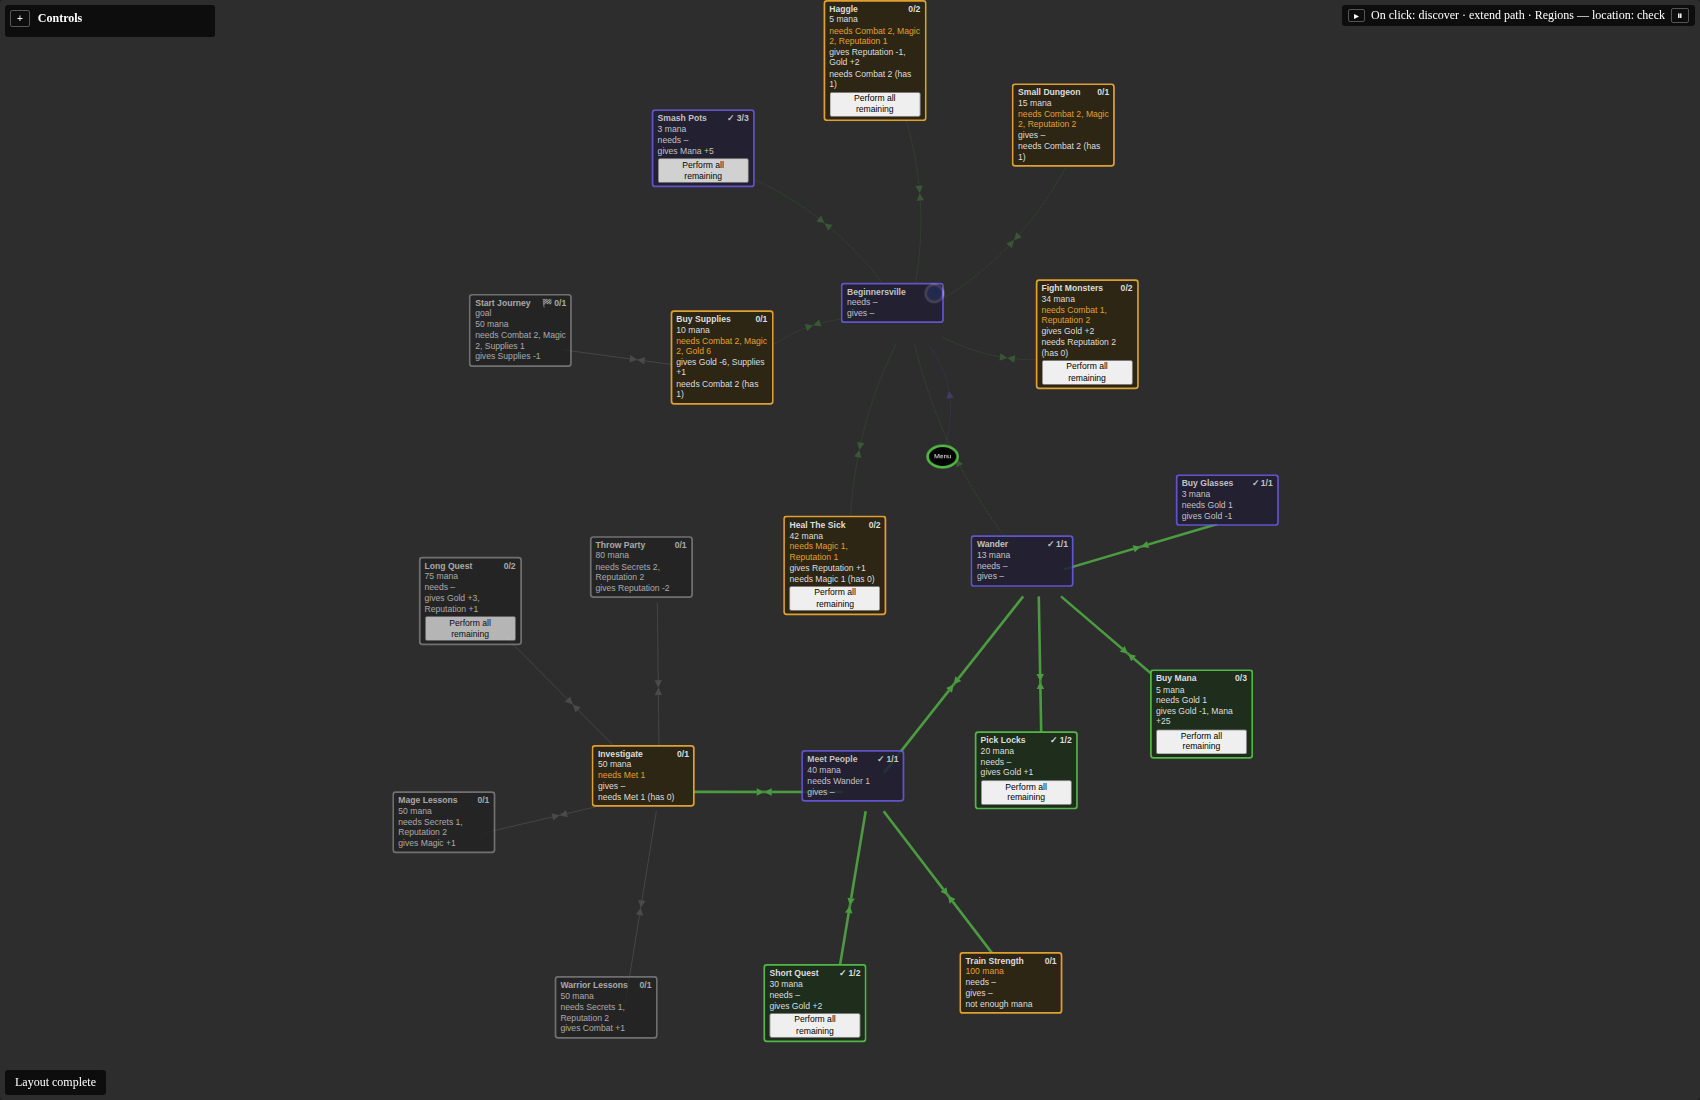 + Controls
▶ On click: discover · extend path · Regions — location: check ⏸
Haggle 0/2
5 mana
needs Combat 2, Magic
2, Reputation 1
gives Reputation -1,
Gold +2
needs Combat 2 (has
1)
Perform all
remaining
Small Dungeon 0/1
15 mana
needs Combat 2, Magic
2, Reputation 2
gives –
needs Combat 2 (has
1)
Smash Pots ✓ 3/3
3 mana
needs –
gives Mana +5
Perform all
remaining
Beginnersville
needs –
gives –
Fight Monsters 0/2
34 mana
needs Combat 1,
Reputation 2
gives Gold +2
needs Reputation 2
(has 0)
Perform all
remaining
Start Journey 🏁 0/1
goal
50 mana
needs Combat 2, Magic
2, Supplies 1
gives Supplies -1
Buy Supplies 0/1
10 mana
needs Combat 2, Magic
2, Gold 6
gives Gold -6, Supplies
+1
needs Combat 2 (has
1)
Menu
Buy Glasses ✓ 1/1
3 mana
needs Gold 1
gives Gold -1
Heal The Sick 0/2
42 mana
needs Magic 1,
Reputation 1
gives Reputation +1
needs Magic 1 (has 0)
Perform all
remaining
Wander ✓ 1/1
13 mana
needs –
gives –
Throw Party 0/1
80 mana
needs Secrets 2,
Reputation 2
gives Reputation -2
Long Quest 0/2
75 mana
needs –
gives Gold +3,
Reputation +1
Perform all
remaining
Buy Mana 0/3
5 mana
needs Gold 1
gives Gold -1, Mana
+25
Perform all
remaining
Pick Locks ✓ 1/2
20 mana
needs –
gives Gold +1
Perform all
remaining
Investigate 0/1
50 mana
needs Met 1
gives –
needs Met 1 (has 0)
Meet People ✓ 1/1
40 mana
needs Wander 1
gives –
Mage Lessons 0/1
50 mana
needs Secrets 1,
Reputation 2
gives Magic +1
Warrior Lessons 0/1
50 mana
needs Secrets 1,
Reputation 2
gives Combat +1
Short Quest ✓ 1/2
30 mana
needs –
gives Gold +2
Perform all
remaining
Train Strength 0/1
100 mana
needs –
gives –
not enough mana
Layout complete